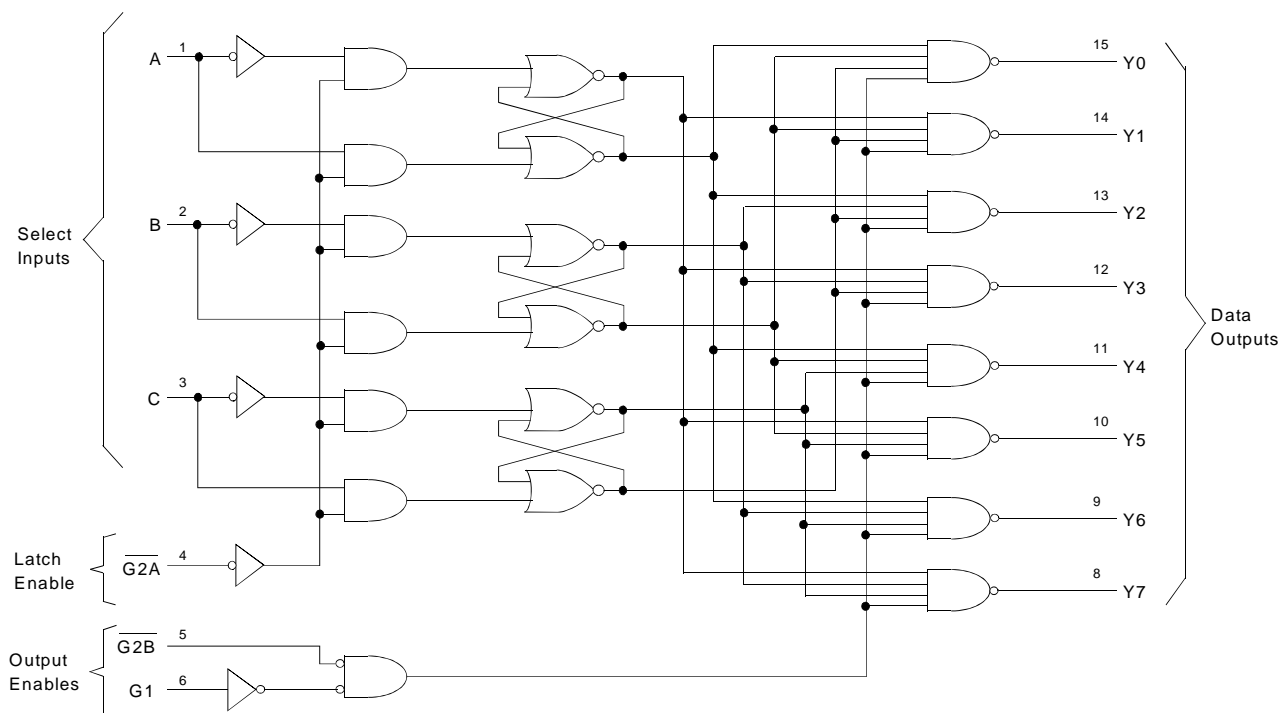 Select
Inputs
A
1
B
2
C
3
Latch
Enable
G2A
4
Output
Enables
G2B
5
G1
6
15
Y0
14
Y1
13
Y2
12
Y3
11
Y4
10
Y5
9
Y6
8
Y7
Data
Outputs